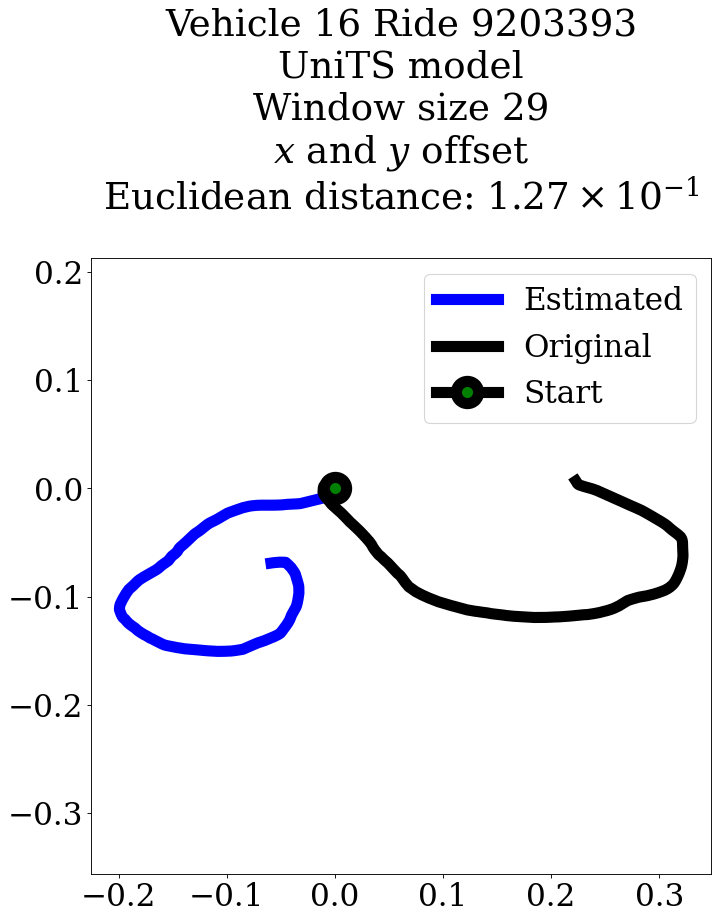 Vehicle 16 Ride 9203393
UniTS model
Window size 29
x and y offset
Euclidean distance: 1.27 × 10⁻¹
Estimated
Original
Start
0.2
0.1
0.0
−0.1
−0.2
−0.3
−0.2 −0.1 0.0 0.1 0.2 0.3